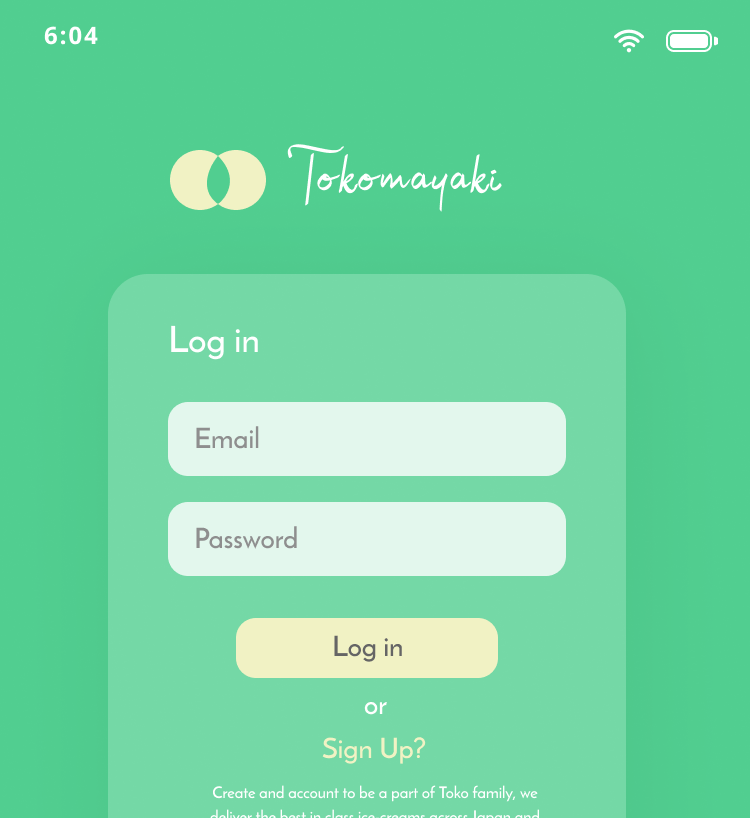 6:04
Tokomayaki
Log in
Email
Password
Log in
or
Sign Up?
Create and account to be a part of Toko family, we
deliver the best in class ice-creams across Japan and